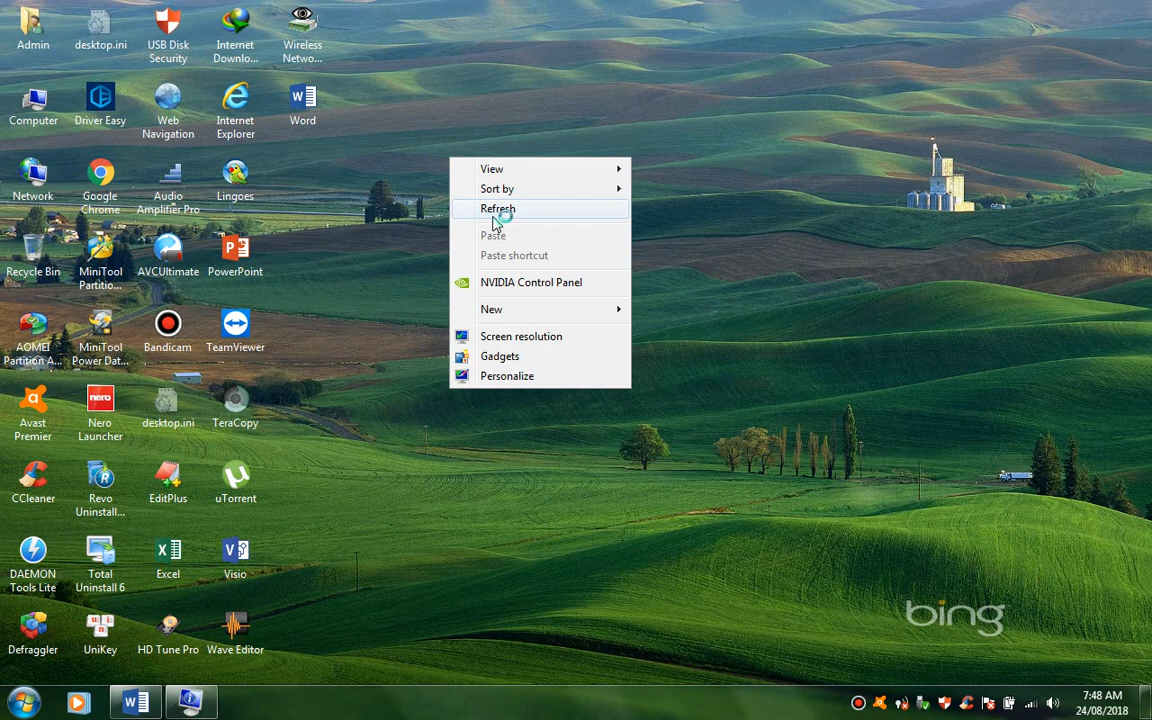 Admin
desktop.ini
USB Disk
Security
Internet
Downlo...
Wireless
Netwo...
Computer
Driver Easy
Web
Navigation
Internet
Explorer
Word
Network
Google
Chrome
Audio
Amplifier Pro
Lingoes
Recycle Bin
MiniTool
Partitio...
AVCUltimate
PowerPoint
AOMEI
Partition A...
MiniTool
Power Dat...
Bandicam
TeamViewer
Avast
Premier
nero
Nero
Launcher
desktop.ini
TeraCopy
CCleaner
Revo
Uninstall...
EditPlus
uTorrent
DAEMON
Tools Lite
Total
Uninstall 6
Excel
Visio
Defraggler
UniKey
HD Tune Pro
Wave Editor
View
Sort by
Refresh
Paste
Paste shortcut
NVIDIA Control Panel
New
Screen resolution
Gadgets
Personalize
bing
7:48 AM
24/08/2018